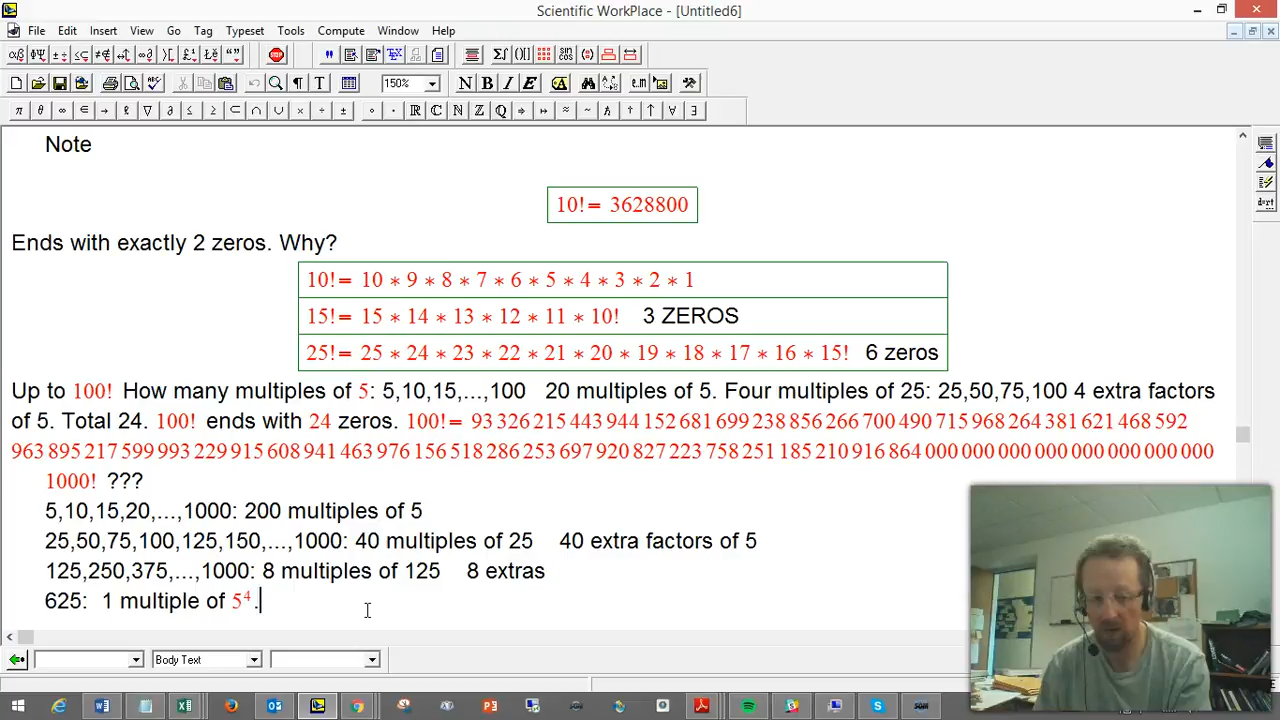 Scientific WorkPlace - [Untitled6]
File Edit Insert View Go Tag Typeset Tools Compute Window Help
150%
Note
10! = 3628800
Ends with exactly 2 zeros. Why?
10! = 10 ∗ 9 ∗ 8 ∗ 7 ∗ 6 ∗ 5 ∗ 4 ∗ 3 ∗ 2 ∗ 1
15! = 15 ∗ 14 ∗ 13 ∗ 12 ∗ 11 ∗ 10! 3 ZEROS
25! = 25 ∗ 24 ∗ 23 ∗ 22 ∗ 21 ∗ 20 ∗ 19 ∗ 18 ∗ 17 ∗ 16 ∗ 15! 6 zeros
Up to 100! How many multiples of 5: 5,10,15,...,100 20 multiples of 5. Four multiples of 25: 25,50,75,100 4 extra factors
of 5. Total 24. 100! ends with 24 zeros. 100! = 93 326 215 443 944 152 681 699 238 856 266 700 490 715 968 264 381 621 468 592
963 895 217 599 993 229 915 608 941 463 976 156 518 286 253 697 920 827 223 758 251 185 210 916 864 000 000 000 000 000 000 000 000
1000! ???
5,10,15,20,...,1000: 200 multiples of 5
25,50,75,100,125,150,...,1000: 40 multiples of 25 40 extra factors of 5
125,250,375,...,1000: 8 multiples of 125 8 extras
625: 1 multiple of 5⁴.
Body Text